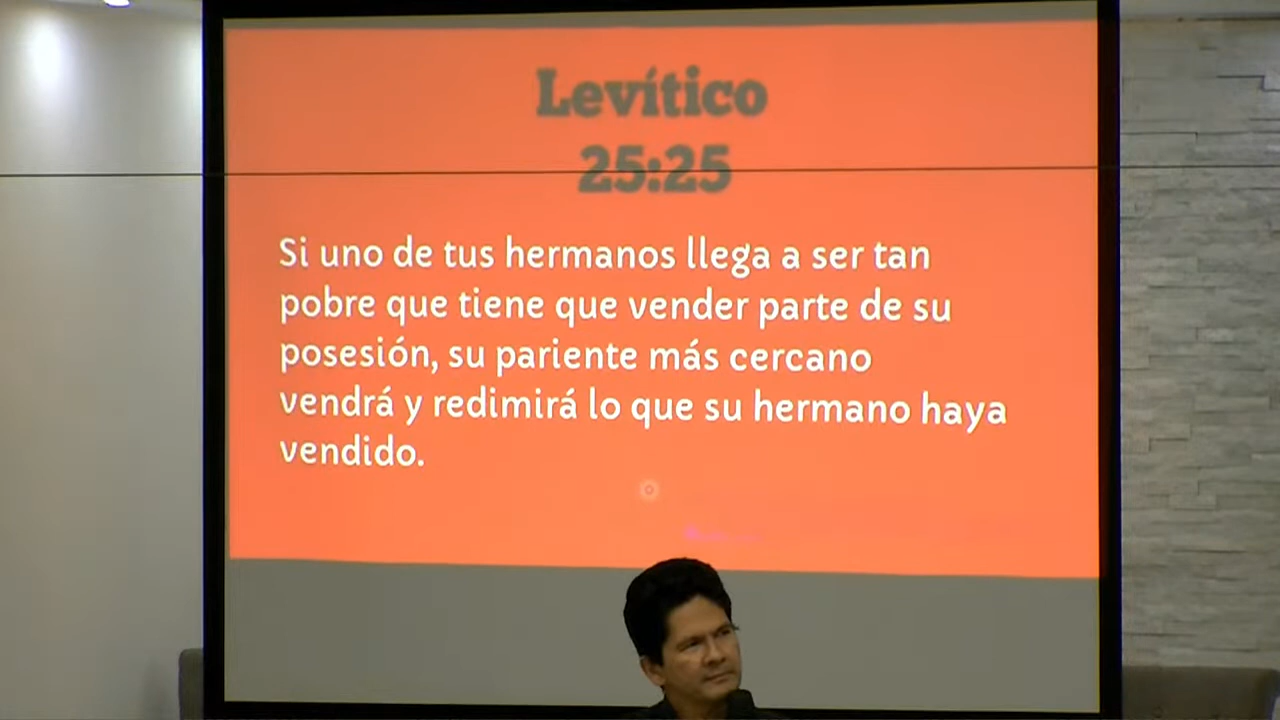 Levítico
25:25
Si uno de tus hermanos llega a ser tan
pobre que tiene que vender parte de su
posesión, su pariente más cercano
vendrá y redimirá lo que su hermano haya
vendido.